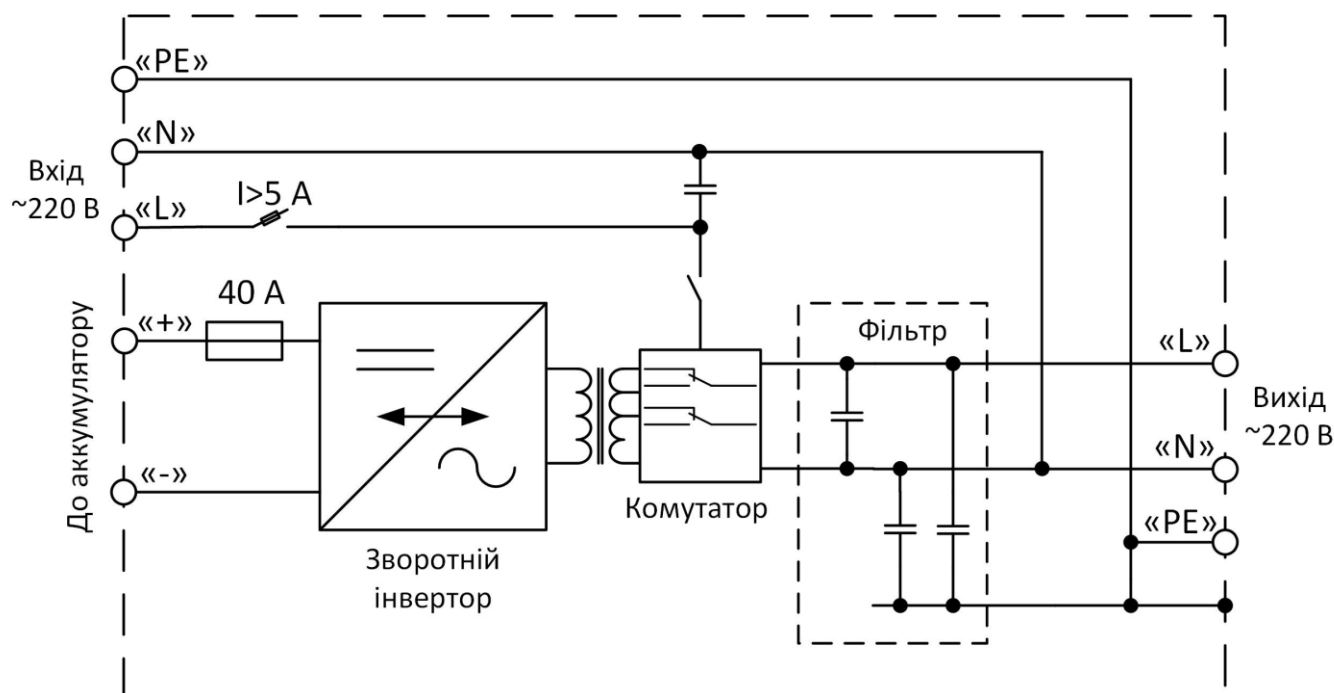 «PE»
«N»
Вхід
~220 В
«L»
I>5 A
До аккумулятору
«+»
40 А
«-»
Зворотній
інвертор
Комутатор
Фільтр
«L»
Вихід
~220 В
«N»
«PE»